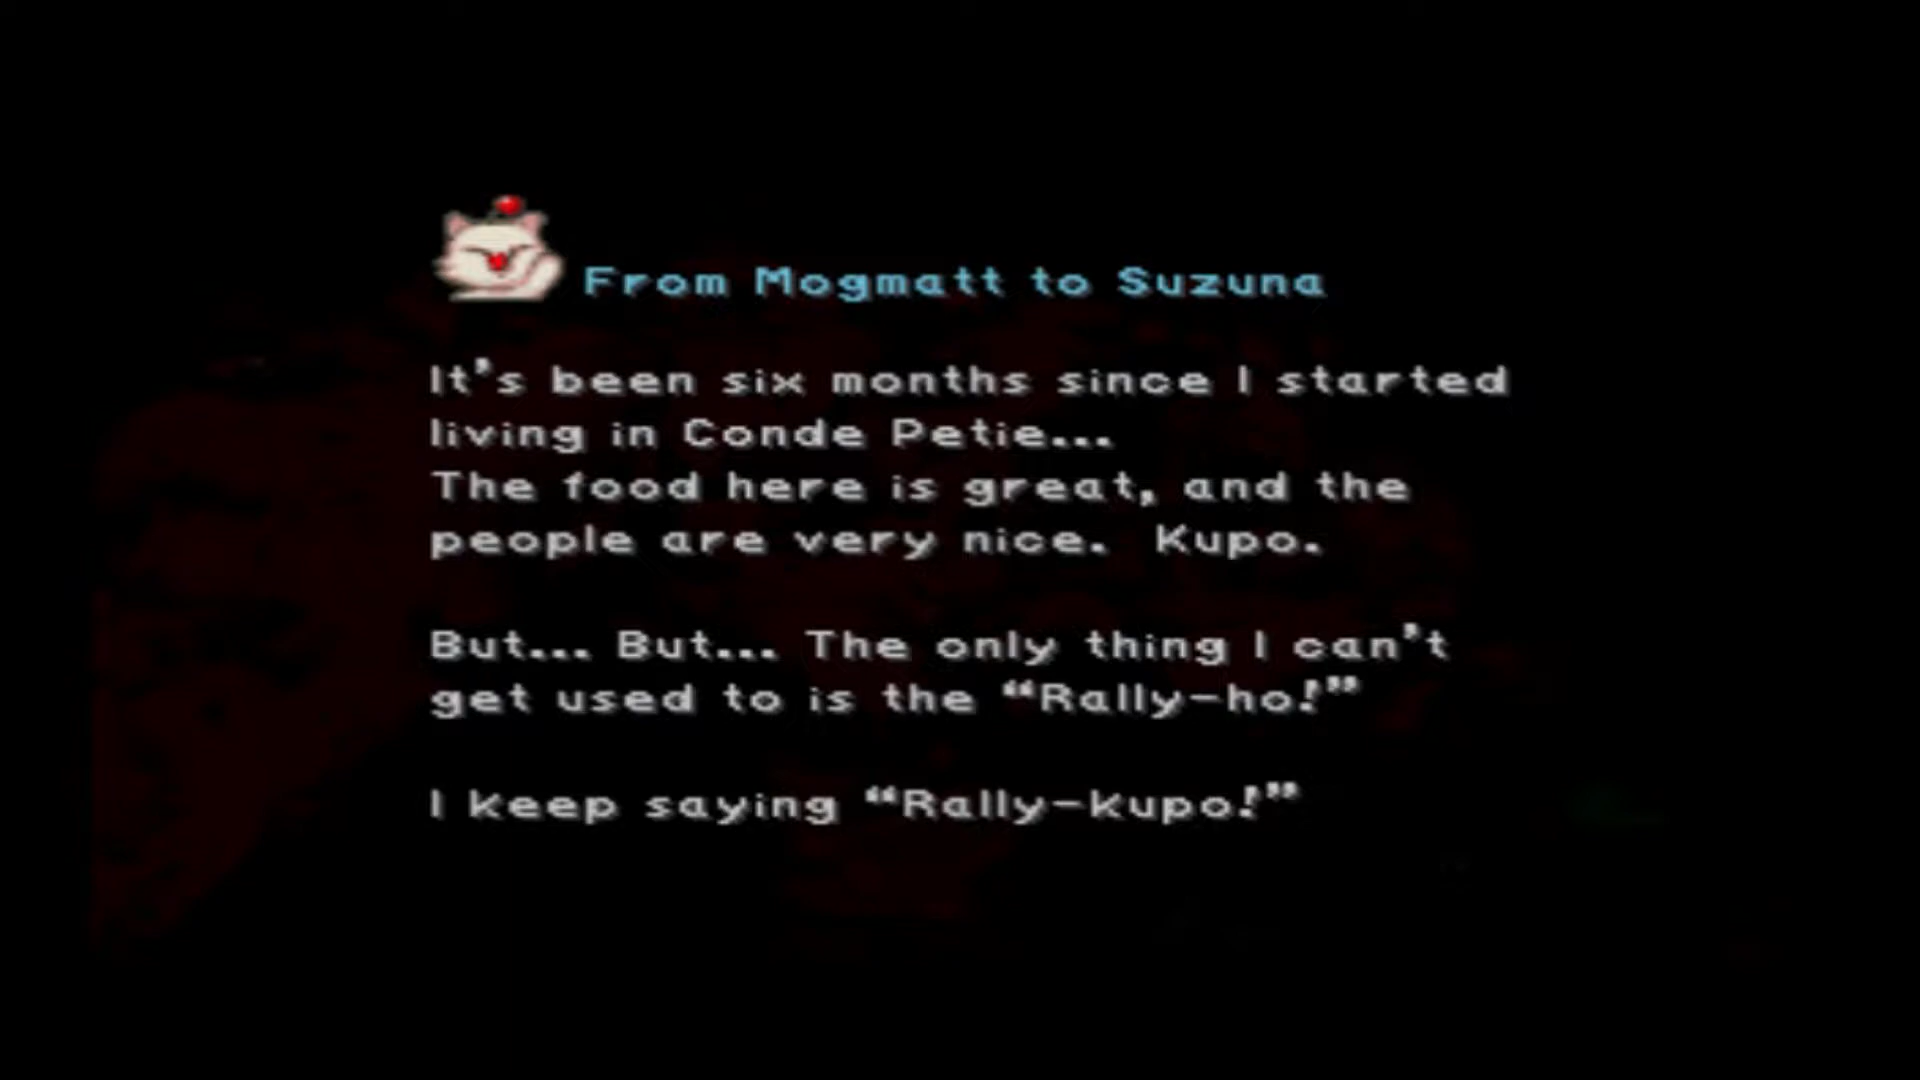 From Mogmatt to Suzuna
It's been six months since I started
living in Conde Petie...
The food here is great, and the
people are very nice.  Kupo.
But... But... The only thing I can't
get used to is the “Rally-ho!”
I keep saying “Rally-kupo!”